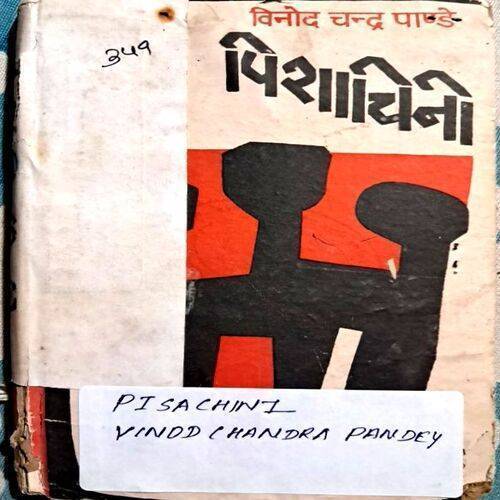 विनोद चन्द्र पाण्डे
पिशाचिनी
३५१
PISACHINI
VINOD CHANDRA PANDEY